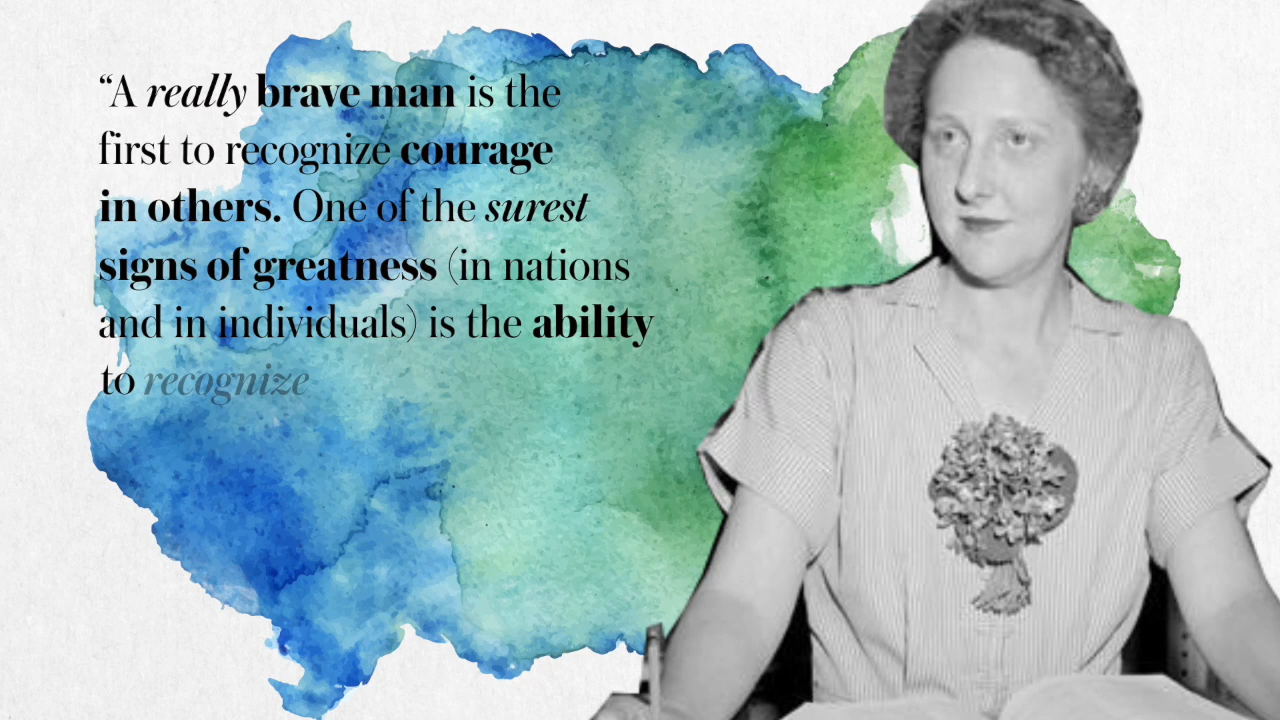 “A really brave man is the
first to recognize courage
in others. One of the surest
signs of greatness (in nations
and in individuals) is the ability
to recognize